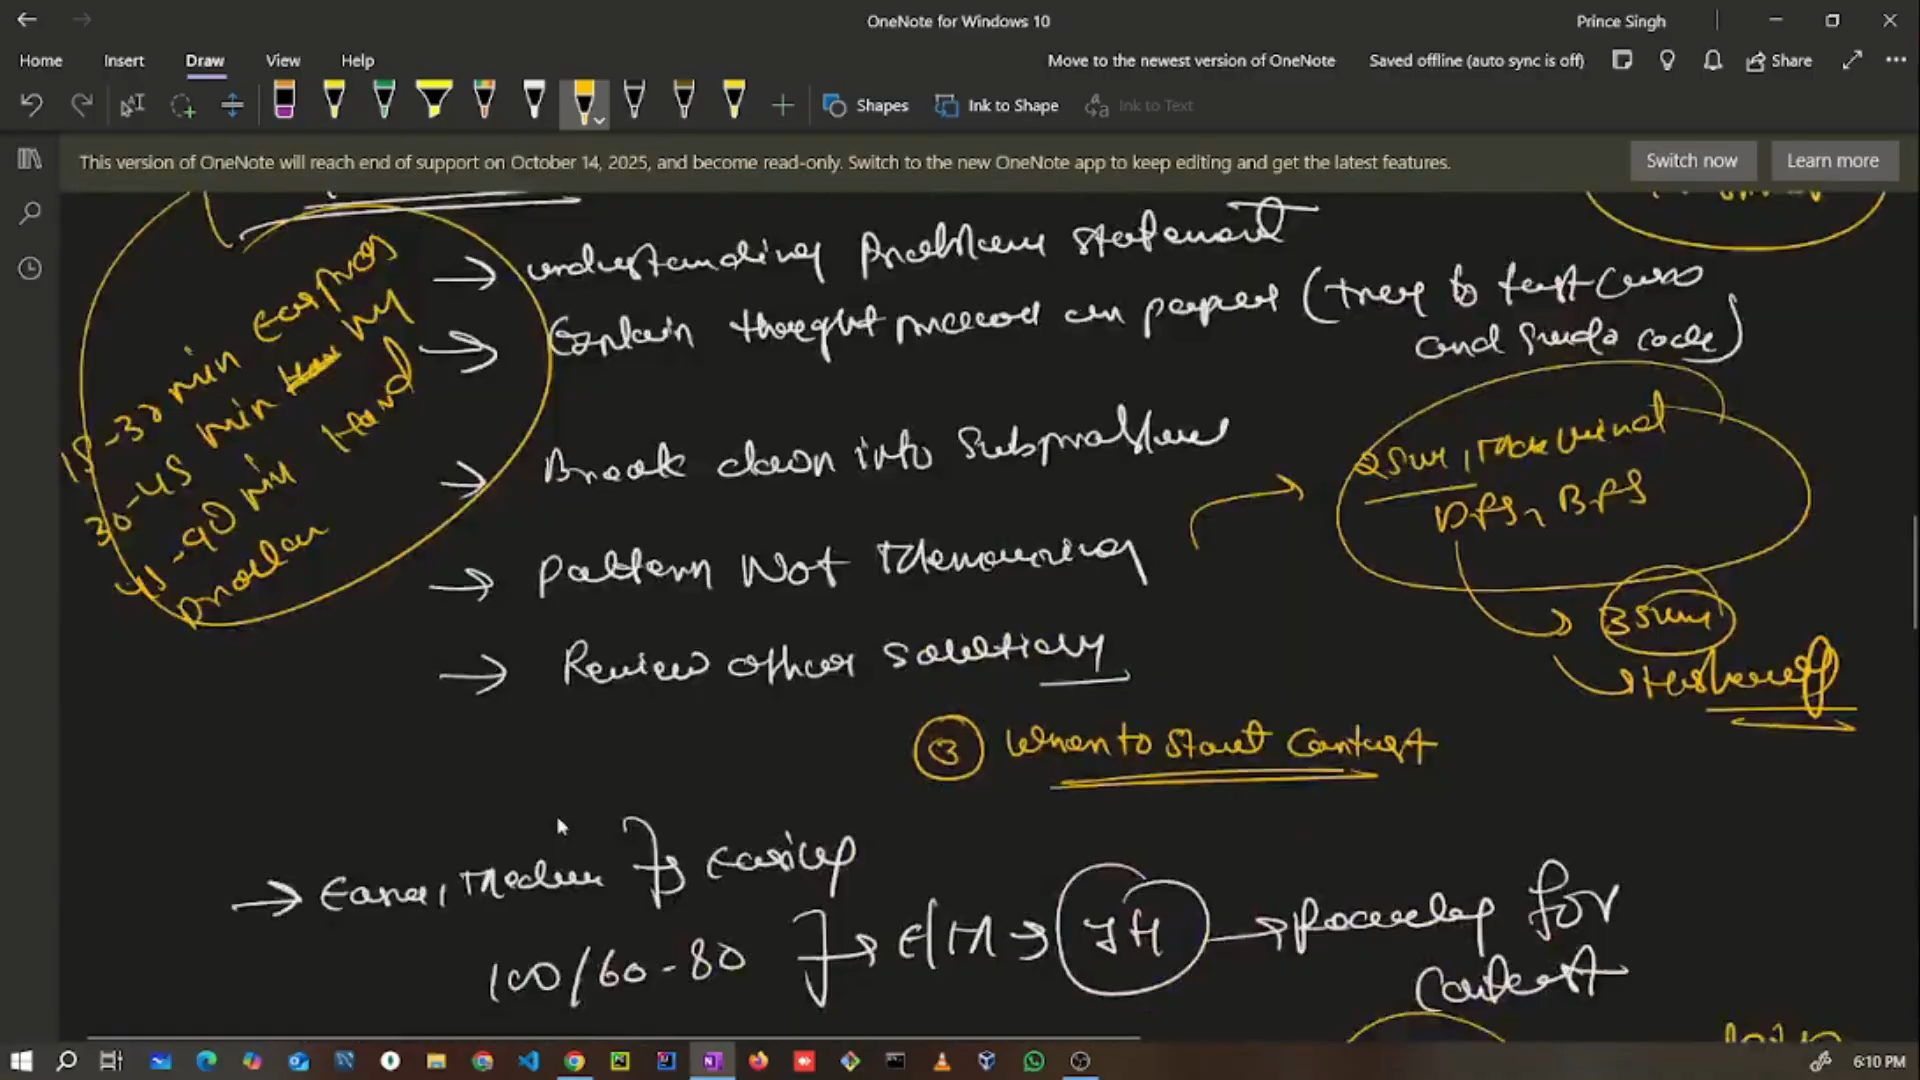 OneNote for Windows 10
Prince Singh
Home Insert Draw View Help
Move to the newest version of OneNote Saved offline (auto sync is off) Share
Shapes Ink to Shape Ink to Text
This version of OneNote will reach end of support on October 14, 2025, and become read-only. Switch to the new OneNote app to keep editing and get the latest features.
Switch now Learn more
→ understanding Problem statement
→ Explain thought process on paper (try to test cases
and Psudo code)
15-30 min
30-45 min
45-90 min Hard
problem
→ Break down into Subproblems
→ Pattern Not Memorizing
2sum,
DFS, BFS
3sum
→ Review other solutions
③ When to start Contest
→ Easy, Medium } Easily
100/60-80 } → E/M → 1H → for
Contest
6:10 PM